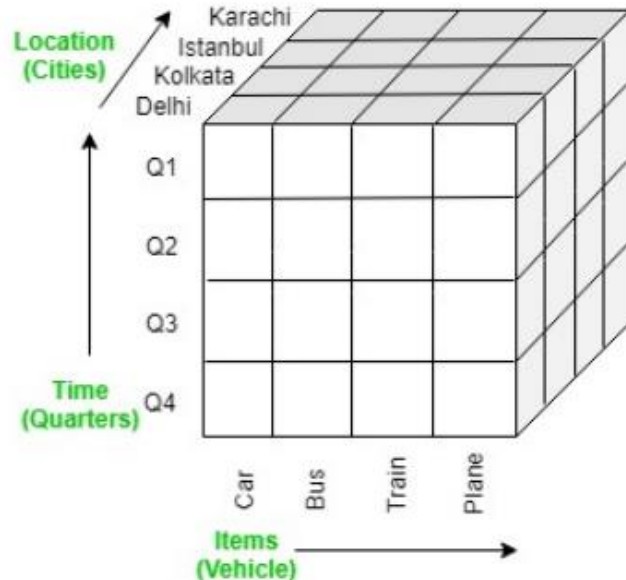 Karachi
Location
(Cities)
Istanbul
Kolkata
Delhi
Q1
Q2
Q3
Time
(Quarters)
Q4
Car
Bus
Train
Plane
Items
(Vehicle)